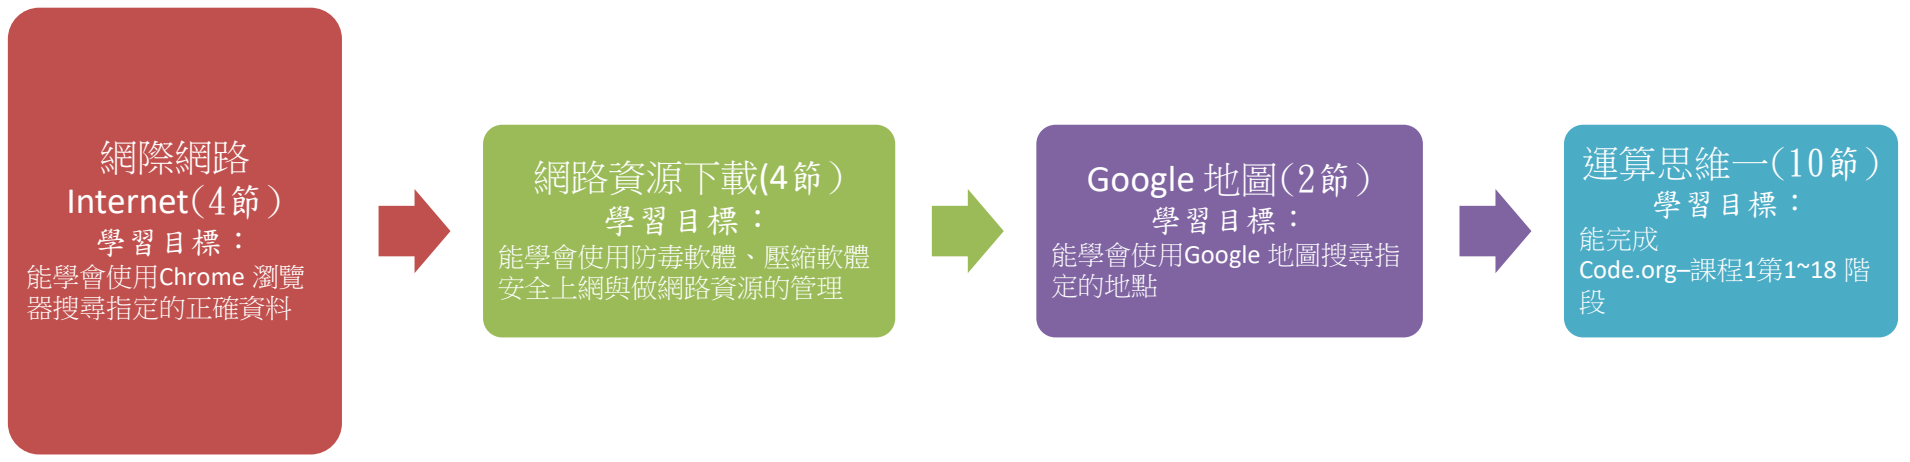 網際網路
Internet(4節）
學習目標：
能學會使用Chrome 瀏覽
器搜尋指定的正確資料
網路資源下載(4節）
學習目標：
能學會使用防毒軟體、壓縮軟體
安全上網與做網路資源的管理
Google 地圖(2節）
學習目標：
能學會使用Google 地圖搜尋指
定的地點
運算思維一(10節）
學習目標：
能完成
Code.org–課程1第1~18 階
段